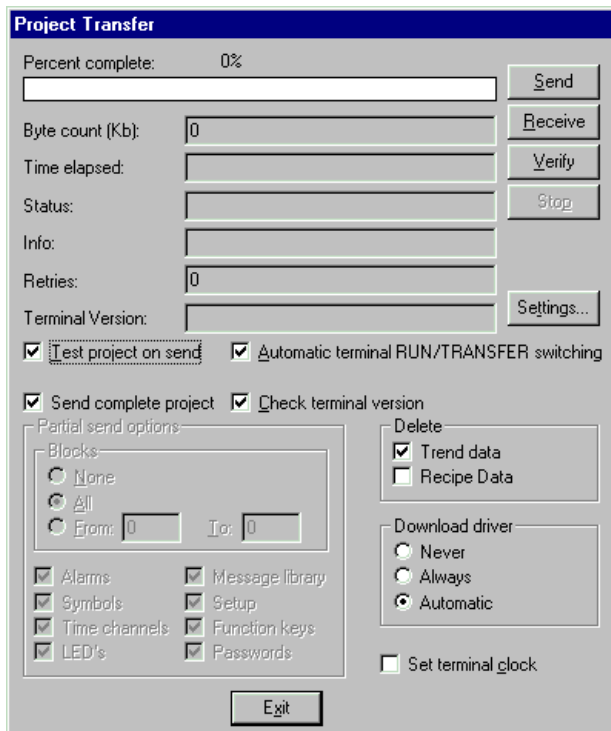 Project Transfer
Percent complete: 0%
Send
Byte count (Kb): 0
Receive
Time elapsed:
Verify
Status:
Stop
Info:
Retries: 0
Terminal Version:
Settings...
Test project on send Automatic terminal RUN/TRANSFER switching
Send complete project Check terminal version
Partial send options
Blocks
None
All
From: 0 To: 0
Alarms Message library
Symbols Setup
Time channels Function keys
LED's Passwords
Delete
Trend data
Recipe Data
Download driver
Never
Always
Automatic
Set terminal clock
Exit